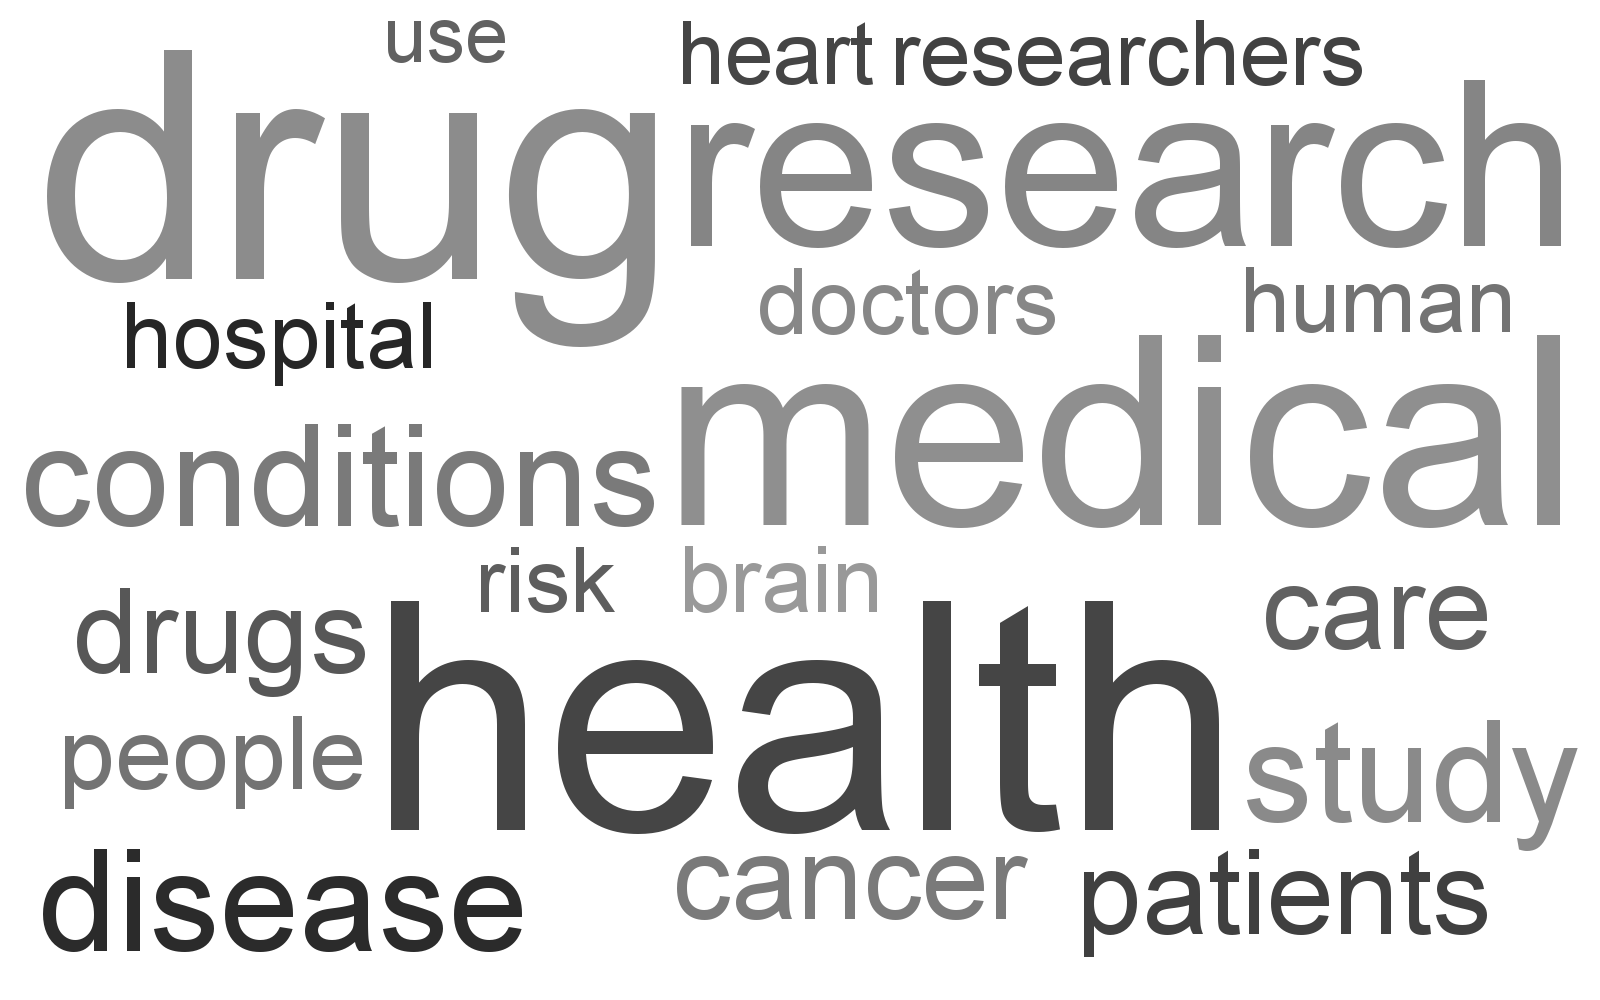 use
heart researchers
drug research
doctors human
hospital
conditions medical
risk brain
care
drugs
health
people study
disease cancer patients